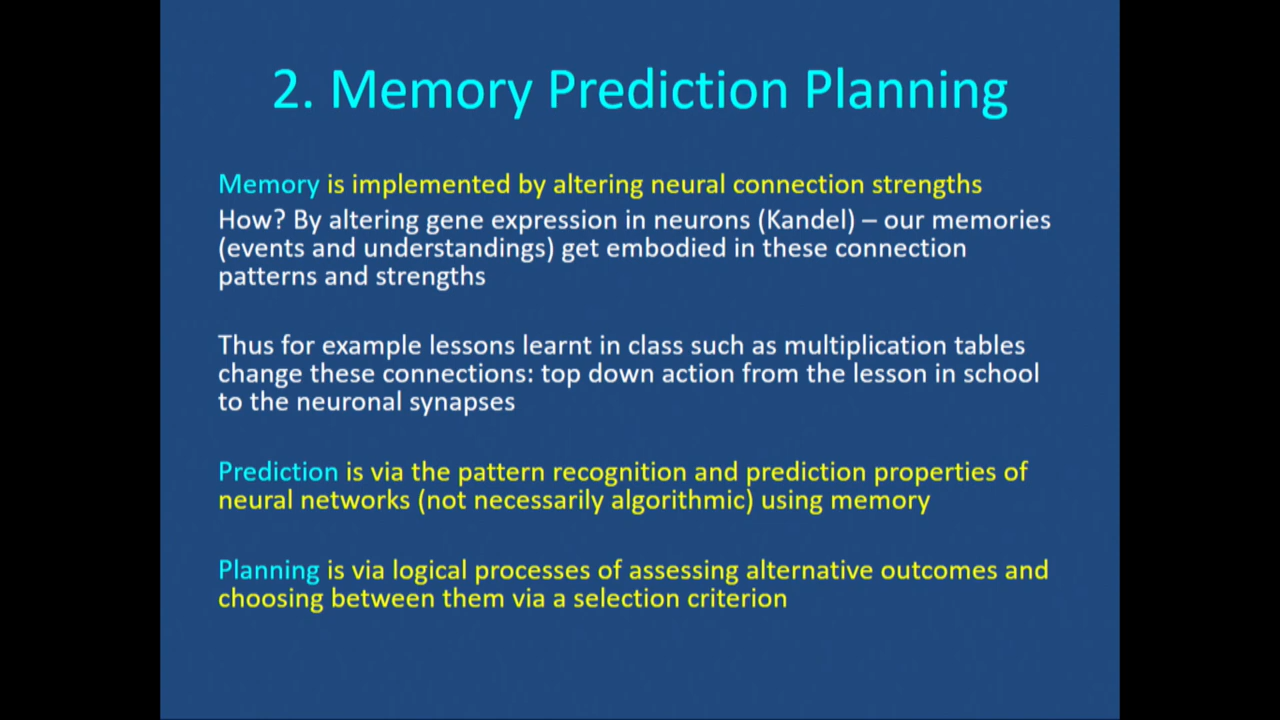 2. Memory Prediction Planning
Memory is implemented by altering neural connection strengths
How? By altering gene expression in neurons (Kandel) – our memories
(events and understandings) get embodied in these connection
patterns and strengths
Thus for example lessons learnt in class such as multiplication tables
change these connections: top down action from the lesson in school
to the neuronal synapses
Prediction is via the pattern recognition and prediction properties of
neural networks (not necessarily algorithmic) using memory
Planning is via logical processes of assessing alternative outcomes and
choosing between them via a selection criterion